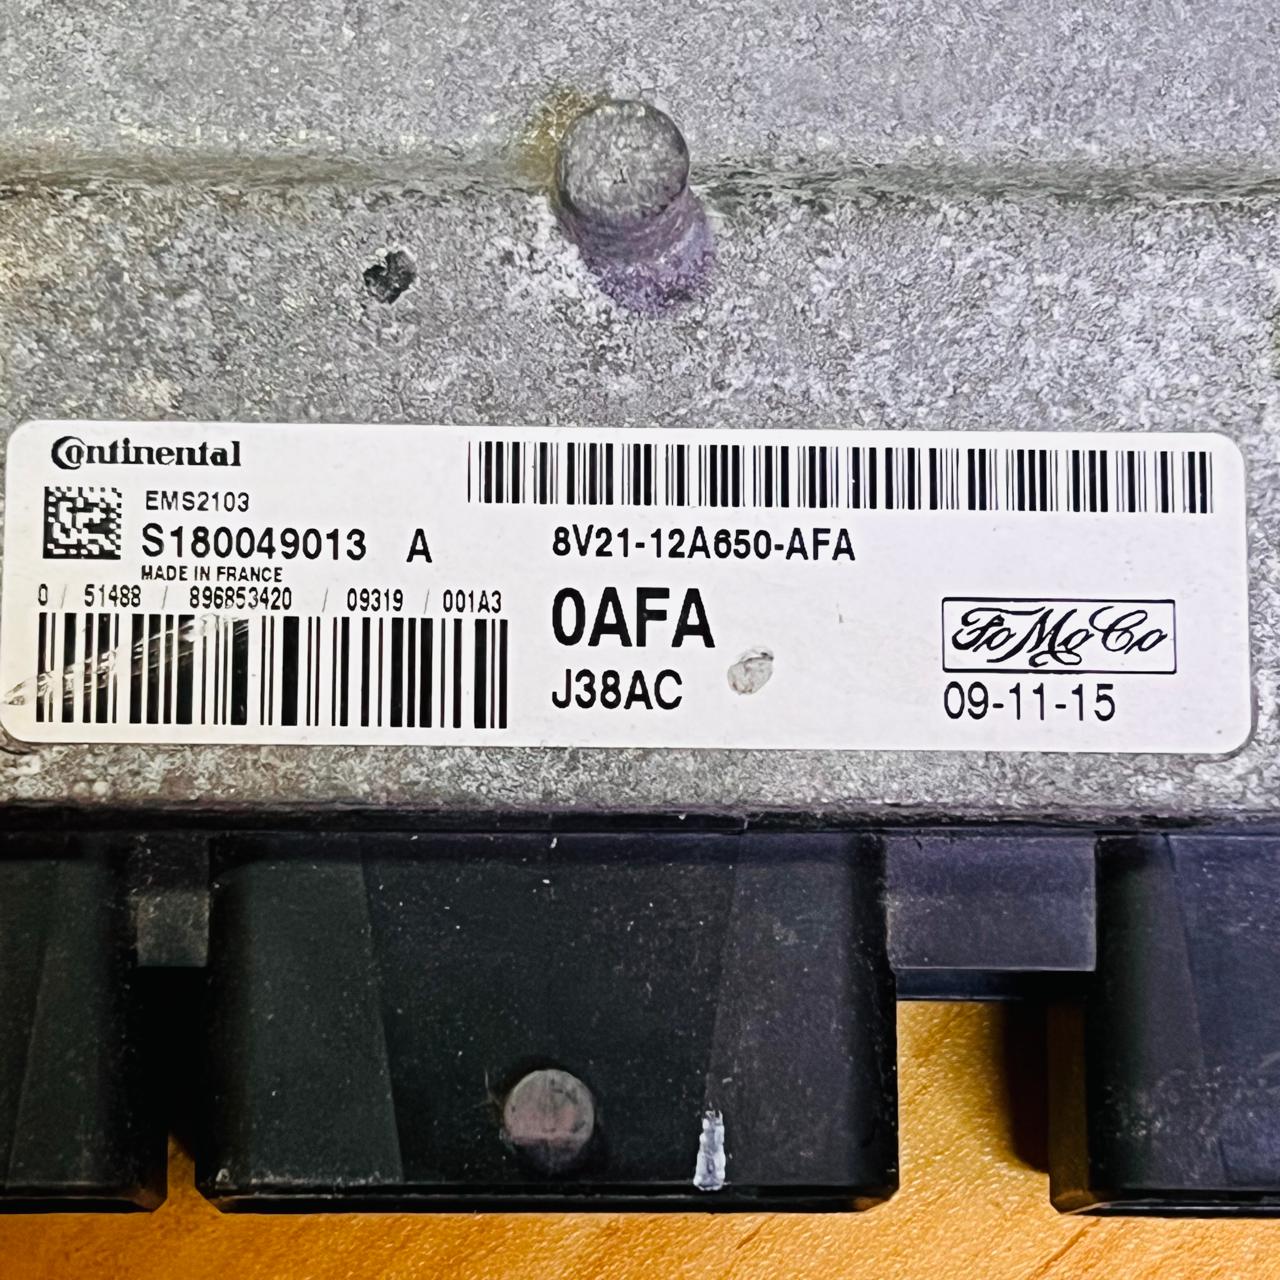 Continental
EMS2103
S180049013 A
MADE IN FRANCE
0 / 51488 / 896853420 / 09319 / 001A3
8V21-12A650-AFA
0AFA
J38AC
FoMoCo
09-11-15